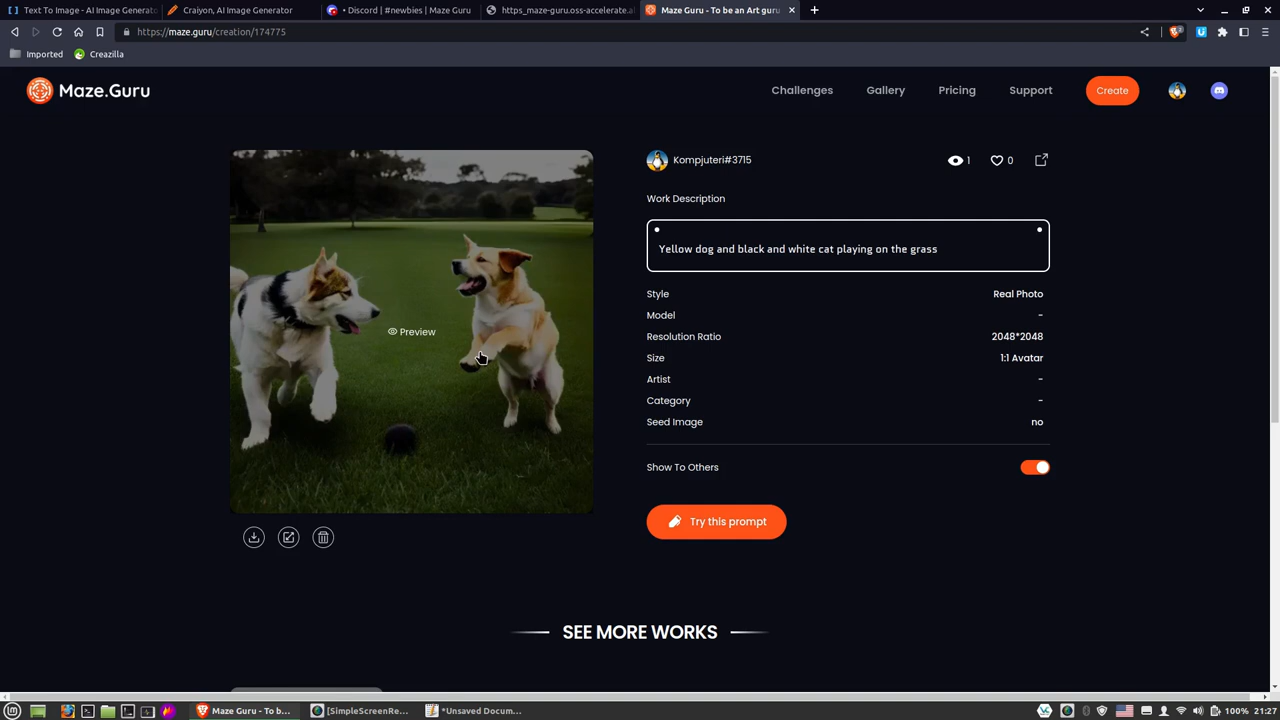 Text To Image - AI Image Generato
Craiyon, AI Image Generator
• Discord | #newbies | Maze Guru
https_maze-guru.oss-accelerate.a
Maze Guru - To be an Art guru
https://maze.guru/creation/174775
2
Imported
Creazilla
Maze.Guru
Challenges
Gallery
Pricing
Support
Create
Kompjuteri#3715
1
0
Work Description
Yellow dog and black and white cat playing on the grass
Style
Real Photo
Model
-
Resolution Ratio
2048*2048
Size
1:1 Avatar
Artist
-
Category
-
Seed Image
no
Preview
Show To Others
Try this prompt
SEE MORE WORKS
Maze Guru - To b...
[SimpleScreenRe...
*Unsaved Docum...
100%
21:27